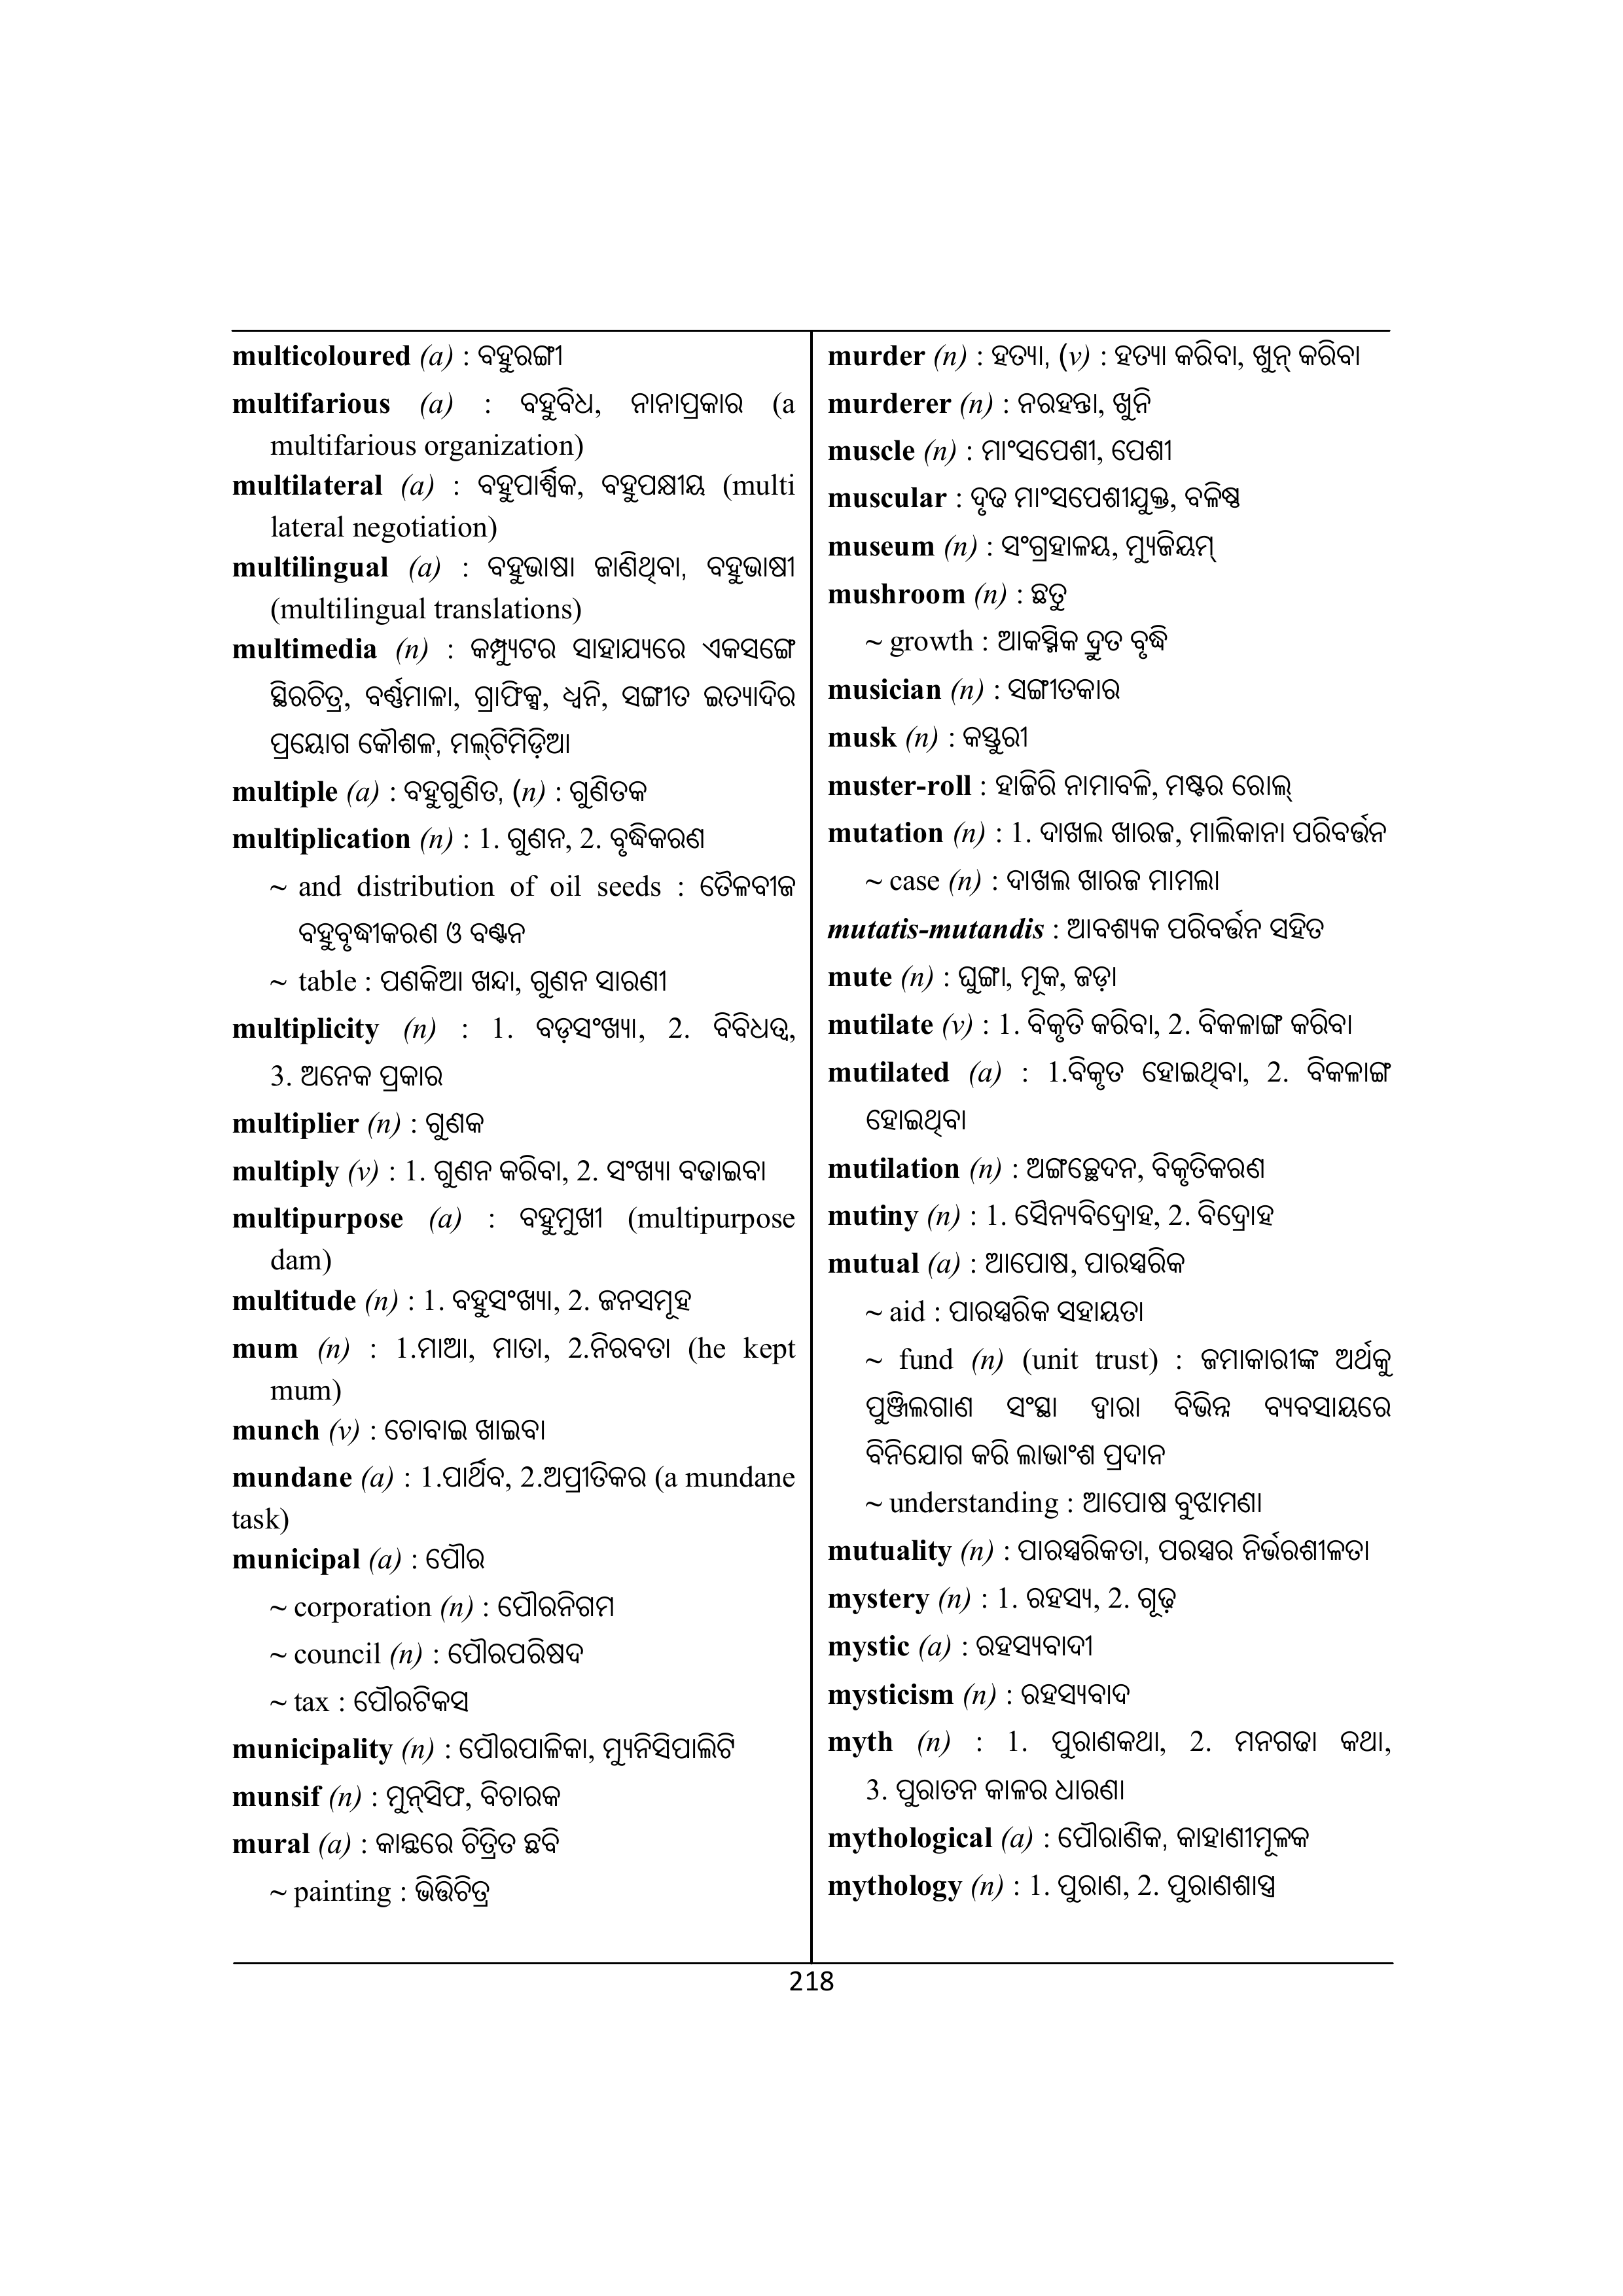 multicoloured (a) : ବହୁରଙ୍ଗୀ
multifarious (a) : ବହୁବିଧ, ନାନାପ୍ରକାର (a
multifarious organization)
multilateral (a) : ବହୁପାର୍ଶ୍ୱିକ, ବହୁପକ୍ଷୀୟ (multi
lateral negotiation)
multilingual (a) : ବହୁଭାଷା ଜାଣିଥିବା, ବହୁଭାଷୀ
(multilingual translations)
multimedia (n) : କମ୍ପ୍ୟୁଟର ସାହାଯ୍ୟରେ ଏକସଙ୍ଗେ
ସ୍ଥିରଚିତ୍ର, ବର୍ଣ୍ଣମାଳା, ଗ୍ରାଫିକ୍ସ, ଧ୍ୱନି, ସଙ୍ଗୀତ ଇତ୍ୟାଦିର
ପ୍ରୟୋଗ କୌଶଳ, ମଲ୍‌ଟିମିଡ଼ିଆ
multiple (a) : ବହୁଗୁଣିତ, (n) : ଗୁଣିତକ
multiplication (n) : 1. ଗୁଣନ, 2. ବୃଦ୍ଧିକରଣ
~ and distribution of oil seeds : ତୈଳବୀଜ
ବହୁବୃଦ୍ଧୀକରଣ ଓ ବଣ୍ଟନ
~ table : ପଣକିଆ ଖନ୍ଦା, ଗୁଣନ ସାରଣୀ
multiplicity (n) : 1. ବଡ଼ସଂଖ୍ୟା, 2. ବିବିଧତ୍ୱ,
3. ଅନେକ ପ୍ରକାର
multiplier (n) : ଗୁଣକ
multiply (v) : 1. ଗୁଣନ କରିବା, 2. ସଂଖ୍ୟା ବଢାଇବା
multipurpose (a) : ବହୁମୁଖୀ (multipurpose
dam)
multitude (n) : 1. ବହୁସଂଖ୍ୟା, 2. ଜନସମୂହ
mum (n) : 1.ମାଆ, ମାତା, 2.ନିରବତା (he kept
mum)
munch (v) : ଚୋବାଇ ଖାଇବା
mundane (a) : 1.ପାର୍ଥିବ, 2.ଅପ୍ରୀତିକର (a mundane
task)
municipal (a) : ପୌର
~ corporation (n) : ପୌରନିଗମ
~ council (n) : ପୌରପରିଷଦ
~ tax : ପୌରଟିକସ
municipality (n) : ପୌରପାଳିକା, ମ୍ୟୁନିସିପାଲିଟି
munsif (n) : ମୁନ୍‌ସିଫ, ବିଚାରକ
mural (a) : କାନ୍ଥରେ ଚିତ୍ରିତ ଛବି
~ painting : ଭିତ୍ତିଚିତ୍ର
murder (n) : ହତ୍ୟା, (v) : ହତ୍ୟା କରିବା, ଖୁନ୍ କରିବା
murderer (n) : ନରହନ୍ତା, ଖୁନି
muscle (n) : ମାଂସପେଶୀ, ପେଶୀ
muscular : ଦୃଢ ମାଂସପେଶୀଯୁକ୍ତ, ବଳିଷ୍ଠ
museum (n) : ସଂଗ୍ରହାଳୟ, ମ୍ୟୁଜିୟମ୍
mushroom (n) : ଛତୁ
~ growth : ଆକସ୍ମିକ ଦ୍ରୁତ ବୃଦ୍ଧି
musician (n) : ସଙ୍ଗୀତକାର
musk (n) : କସ୍ତୁରୀ
muster-roll : ହାଜିରି ନାମାବଳି, ମଷ୍ଟର ରୋଲ୍
mutation (n) : 1. ଦାଖଲ ଖାରଜ, ମାଲିକାନା ପରିବର୍ତ୍ତନ
~ case (n) : ଦାଖଲ ଖାରଜ ମାମଲା
mutatis-mutandis : ଆବଶ୍ୟକ ପରିବର୍ତ୍ତନ ସହିତ
mute (n) : ଘୁଙ୍ଗା, ମୂକ, ଜଡ଼ା
mutilate (v) : 1. ବିକୃତି କରିବା, 2. ବିକଳାଙ୍ଗ କରିବା
mutilated (a) : 1.ବିକୃତ ହୋଇଥିବା, 2. ବିକଳାଙ୍ଗ
ହୋଇଥିବା
mutilation (n) : ଅଙ୍ଗଚ୍ଛେଦନ, ବିକୃତିକରଣ
mutiny (n) : 1. ସୈନ୍ୟବିଦ୍ରୋହ, 2. ବିଦ୍ରୋହ
mutual (a) : ଆପୋଷ, ପାରସ୍ପରିକ
~ aid : ପାରସ୍ପରିକ ସହାୟତା
~ fund (n) (unit trust) : ଜମାକାରୀଙ୍କ ଅର୍ଥକୁ
ପୁଞ୍ଜିଲଗାଣ ସଂସ୍ଥା ଦ୍ୱାରା ବିଭିନ୍ନ ବ୍ୟବସାୟରେ
ବିନିଯୋଗ କରି ଲାଭାଂଶ ପ୍ରଦାନ
~ understanding : ଆପୋଷ ବୁଝାମଣା
mutuality (n) : ପାରସ୍ପରିକତା, ପରସ୍ପର ନିର୍ଭରଶୀଳତା
mystery (n) : 1. ରହସ୍ୟ, 2. ଗୂଢ଼
mystic (a) : ରହସ୍ୟବାଦୀ
mysticism (n) : ରହସ୍ୟବାଦ
myth (n) : 1. ପୁରାଣକଥା, 2. ମନଗଢା କଥା,
3. ପୁରାତନ କାଳର ଧାରଣା
mythological (a) : ପୌରାଣିକ, କାହାଣୀମୂଳକ
mythology (n) : 1. ପୁରାଣ, 2. ପୁରାଣଶାସ୍ତ୍ର
218